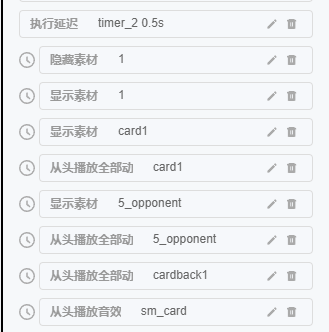 执行延迟 timer_2 0.5s
隐藏素材 1
显示素材 1
显示素材 card1
从头播放全部动 card1
显示素材 5_opponent
从头播放全部动 5_opponent
从头播放全部动 cardback1
从头播放音效 sm_card